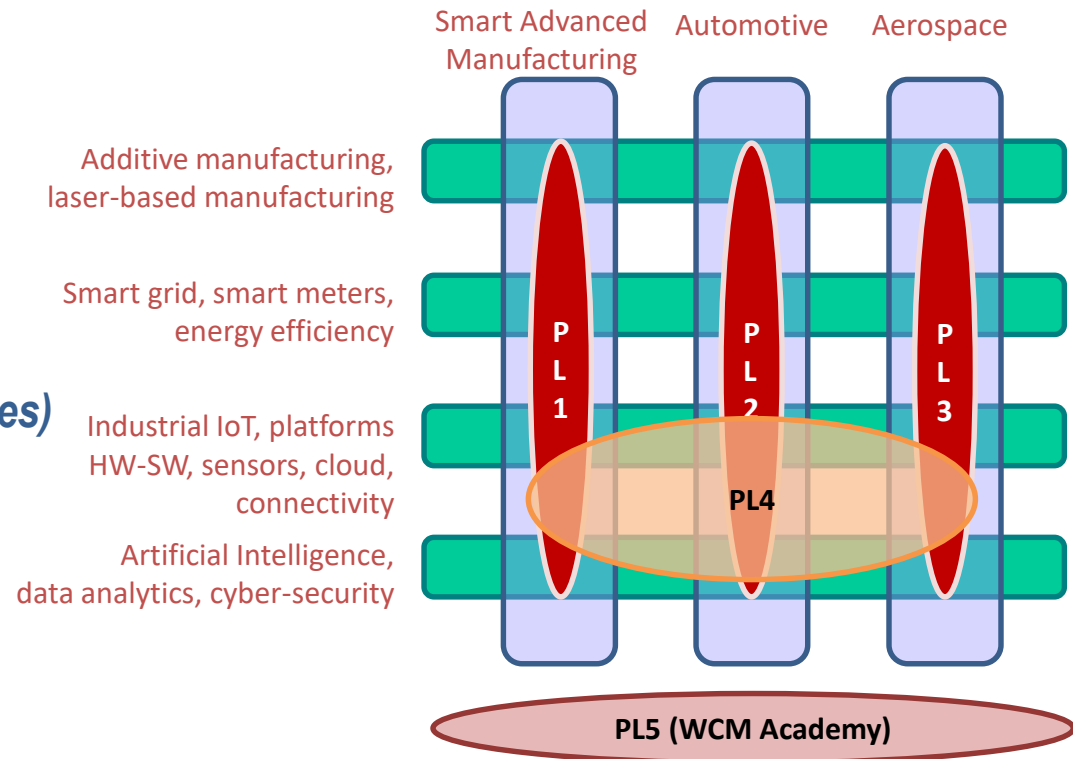 Smart Advanced
Manufacturing
Automotive
Aerospace
Additive manufacturing,
laser-based manufacturing
Smart grid, smart meters,
energy efficiency
es)
Industrial IoT, platforms
HW-SW, sensors, cloud,
connectivity
Artificial Intelligence,
data analytics, cyber-security
P
L
1
P
L
2
P
L
3
PL4
PL5 (WCM Academy)